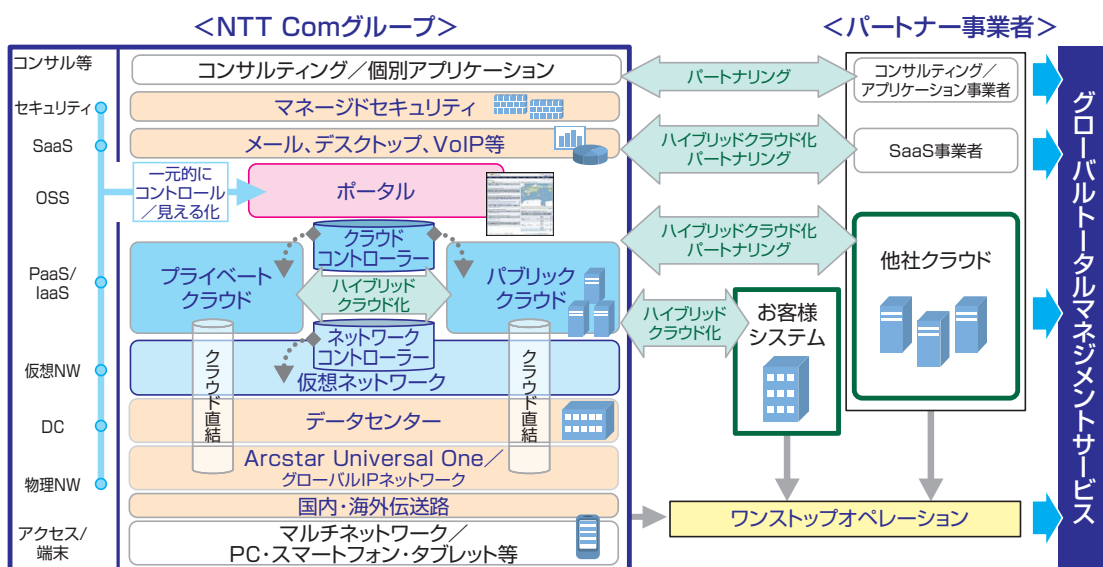 ＜NTT Comグループ＞
＜パートナー事業者＞
コンサル等
コンサルティング／個別アプリケーション
パートナリング
コンサルティング／
アプリケーション事業者
セキュリティ
マネージドセキュリティ
SaaS
メール、デスクトップ、VoIP等
ハイブリッドクラウド化
パートナリング
SaaS事業者
OSS
一元的に
コントロール
／見える化
ポータル
クラウド
コントローラー
ハイブリッドクラウド化
パートナリング
他社クラウド
PaaS/
IaaS
プライベート
クラウド
ハイブリッド
クラウド化
パブリック
クラウド
ハイブリッド
クラウド化
お客様
システム
ネットワーク
コントローラー
仮想NW
仮想ネットワーク
クラウド直結
クラウド直結
DC
データセンター
物理NW
Arcstar Universal One／
グローバルIPネットワーク
国内・海外伝送路
ワンストップオペレーション
アクセス/
端末
マルチネットワーク／
PC・スマートフォン・タブレット等
グローバルトータルマネジメントサービス